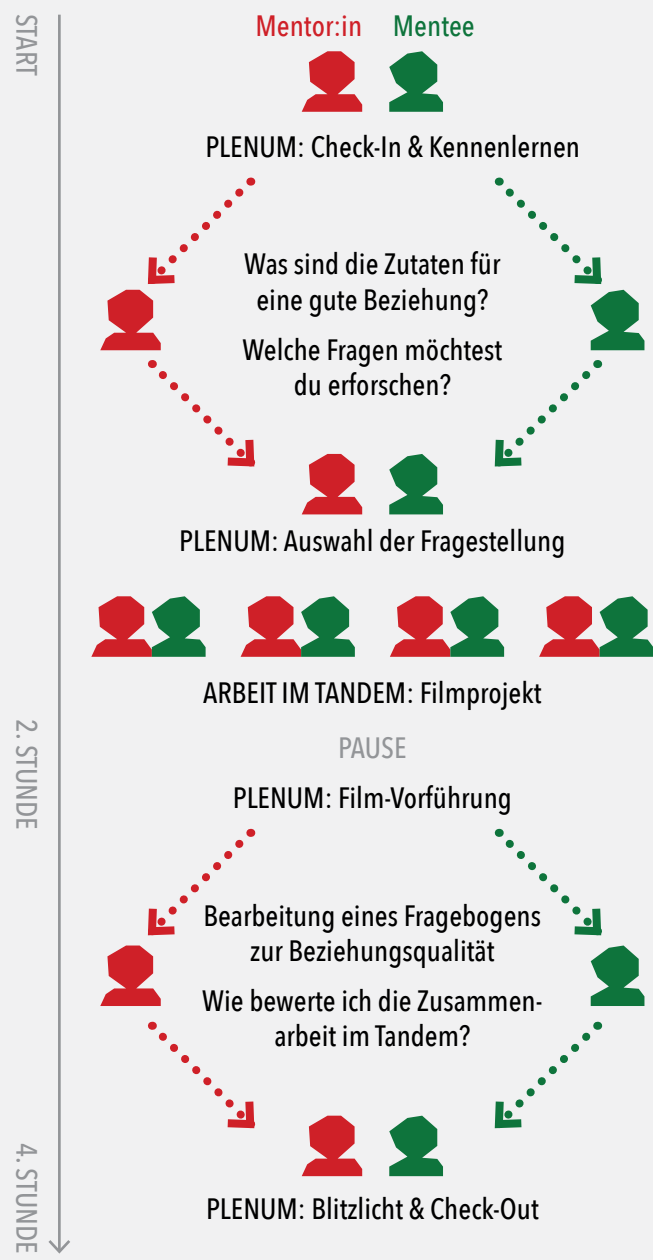 START
Mentor:in Mentee
PLENUM: Check-In & Kennenlernen
Was sind die Zutaten für
eine gute Beziehung?
Welche Fragen möchtest
du erforschen?
PLENUM: Auswahl der Fragestellung
ARBEIT IM TANDEM: Filmprojekt
2. STUNDE
PAUSE
PLENUM: Film-Vorführung
Bearbeitung eines Fragebogens
zur Beziehungsqualität
Wie bewerte ich die Zusammen-
arbeit im Tandem?
4. STUNDE
PLENUM: Blitzlicht & Check-Out